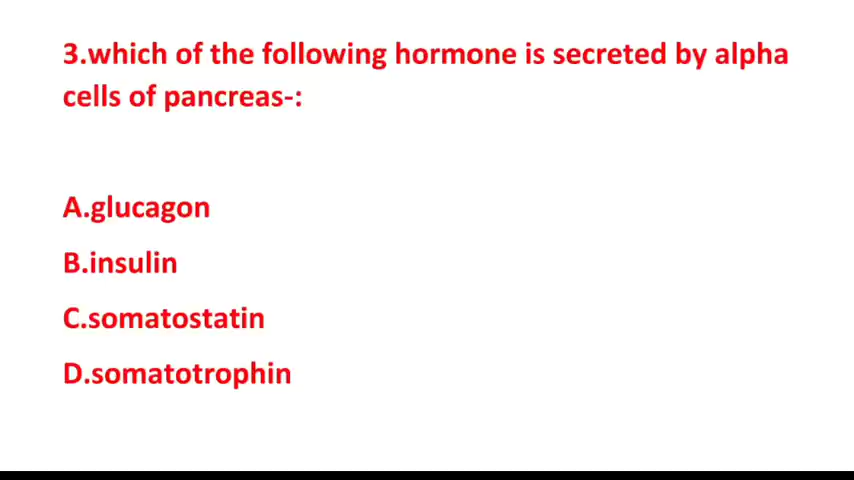 3.which of the following hormone is secreted by alpha
cells of pancreas-:
A.glucagon
B.insulin
C.somatostatin
D.somatotrophin